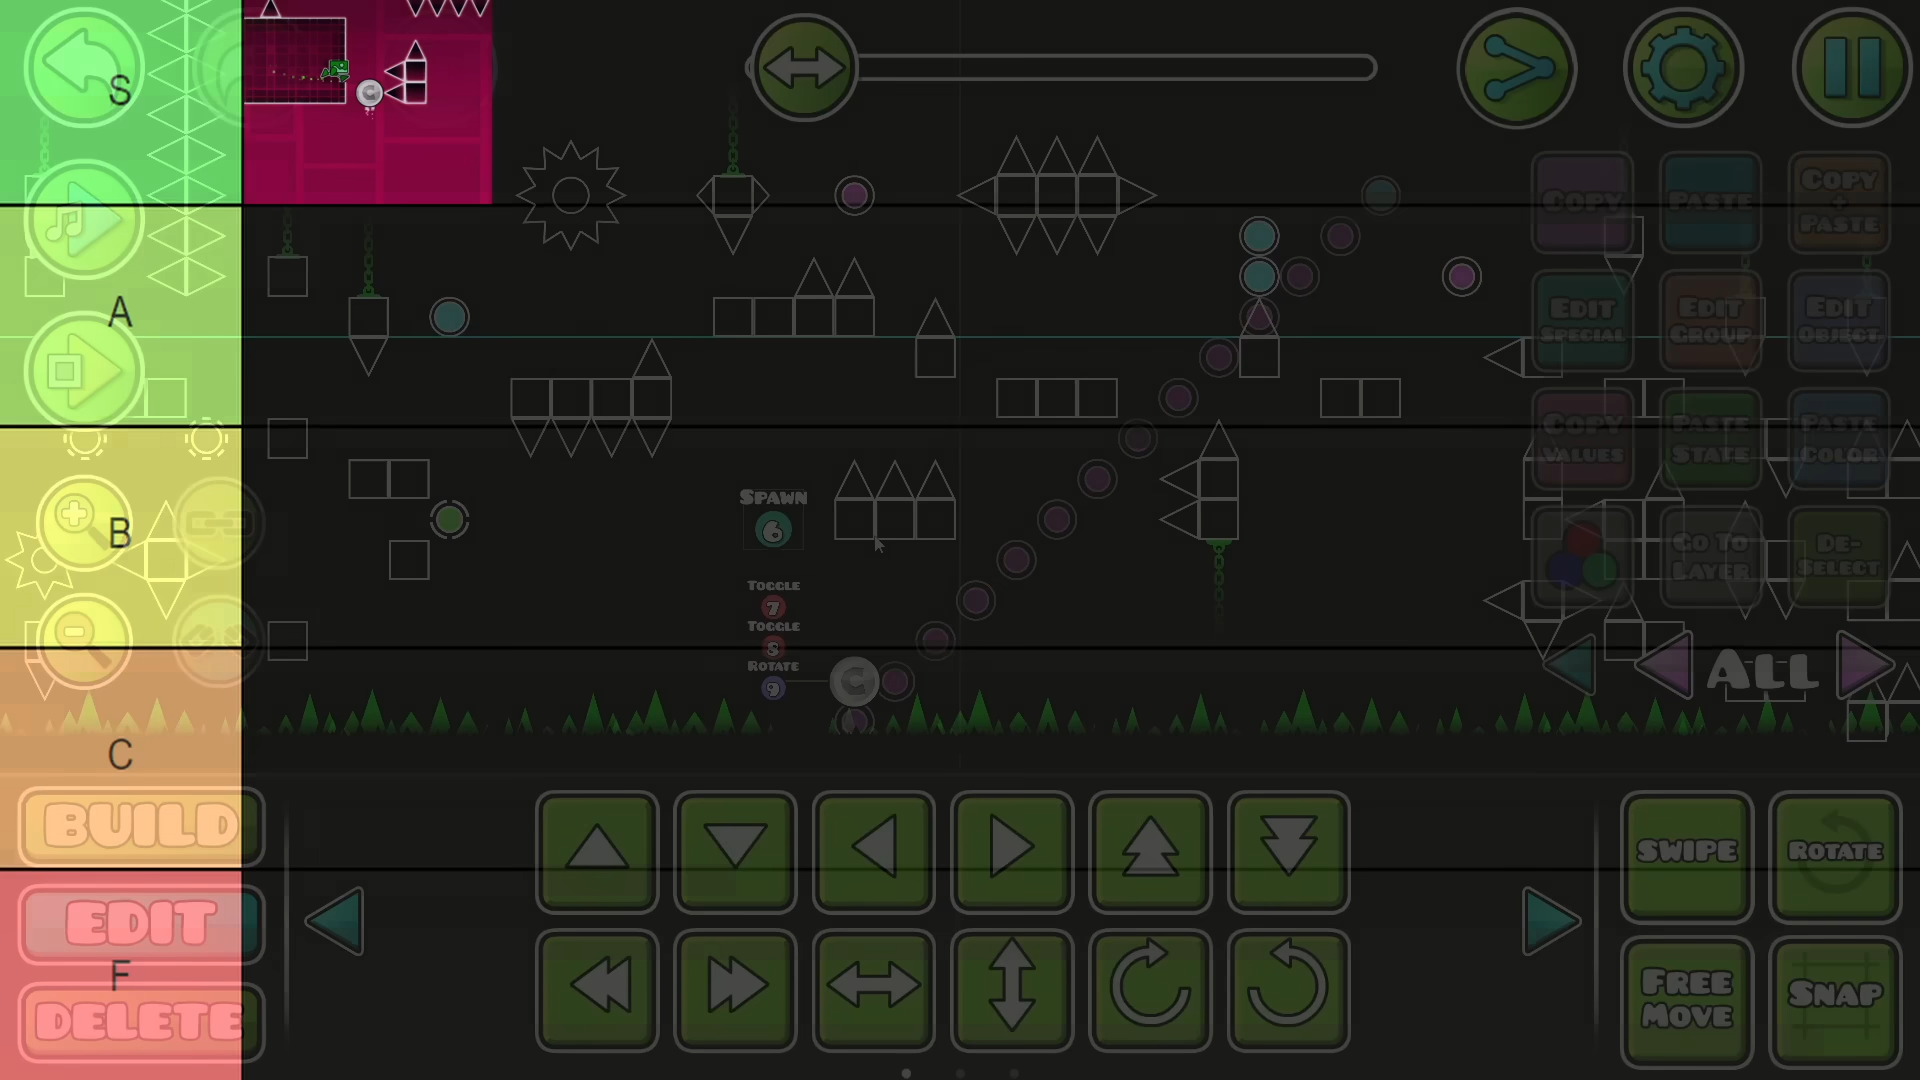 S
A
B
C
F
COPY
PASTE
COPY
+
PASTE
EDIT
SPECIAL
EDIT
GROUP
EDIT
OBJECT
COPY
VALUES
PASTE
STATE
PASTE
COLOR
GO TO
LAYER
DE-
SELECT
SPAWN
6
TOGGLE
7
TOGGLE
8
ROTATE
9
C
C
ALL
BUILD
EDIT
DELETE
SWIPE
ROTATE
FREE
MOVE
SNAP